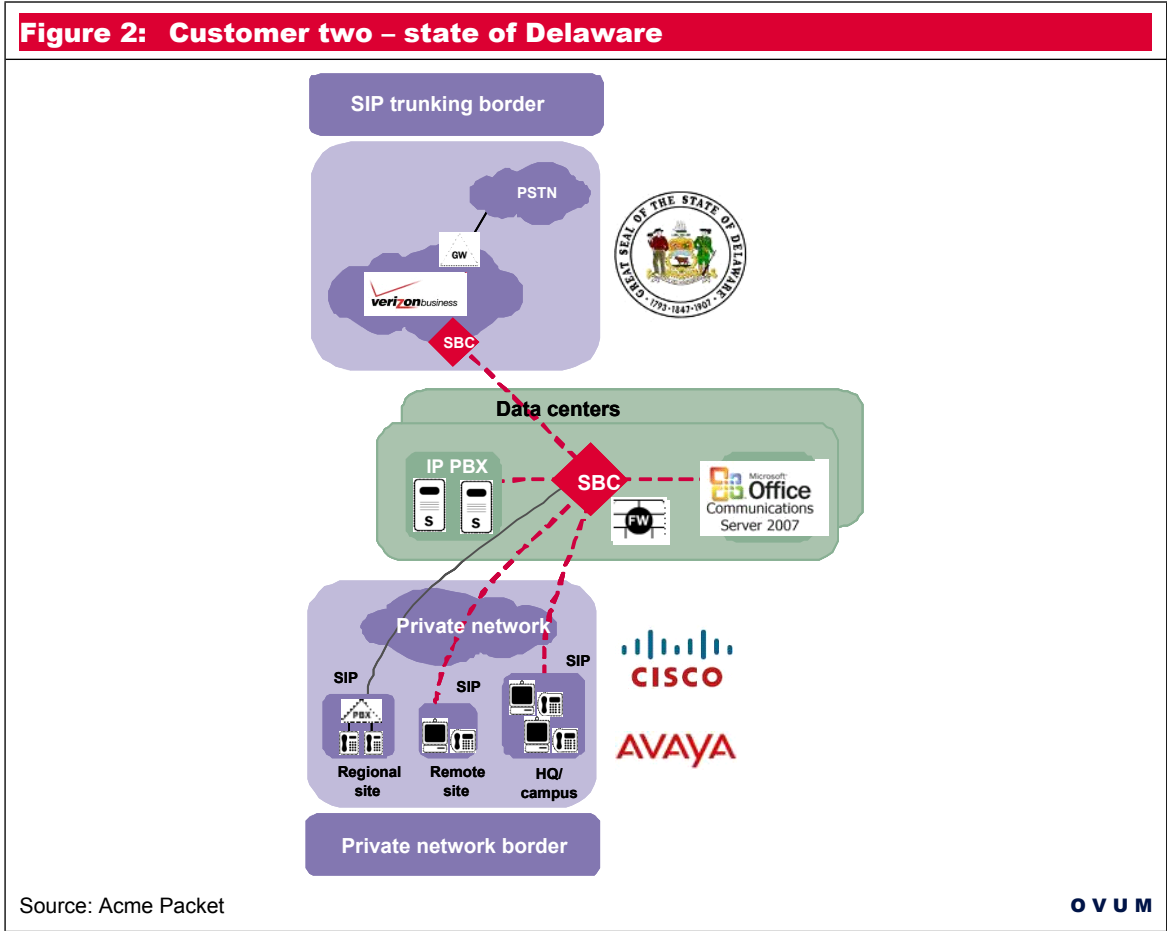 Figure 2: Customer two – state of Delaware
SIP trunking border
PSTN
GW
verizonbusiness
SBC
GREAT SEAL OF THE STATE OF DELAWARE
· 1793 · 1847 · 1907 ·
Data centers
IP PBX
S
S
SBC
FW
Microsoft
Office
Communications
Server 2007
Private network
SIP
SIP
SIP
PBX
Regional
site
Remote
site
HQ/
campus
CISCO
AVAYA
Private network border
Source: Acme Packet
OVUM